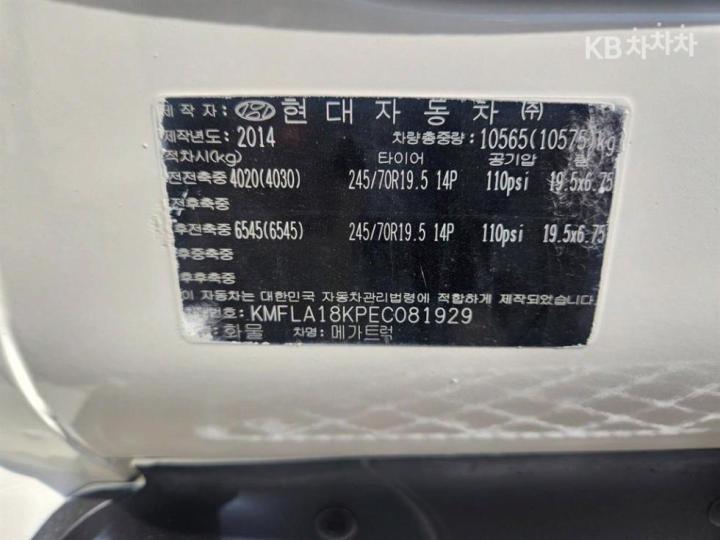 KB차차차
제작자: 현대자동차㈜
제작년도: 2014 차량총중량: 10565(10575)kg
적차시(kg) 타이어 공기압 림
전전축중 4020(4030) 245/70R19.5 14P 110psi 19.5x6.75
전후축중
후전축중 6545(6545) 245/70R19.5 14P 110psi 19.5x6.75
후중축중
후후축중
이 자동차는 대한민국 자동차관리법령에 적합하게 제작되었습니다
KMFLA18KPEC081929
화물 차명: 메가트럭